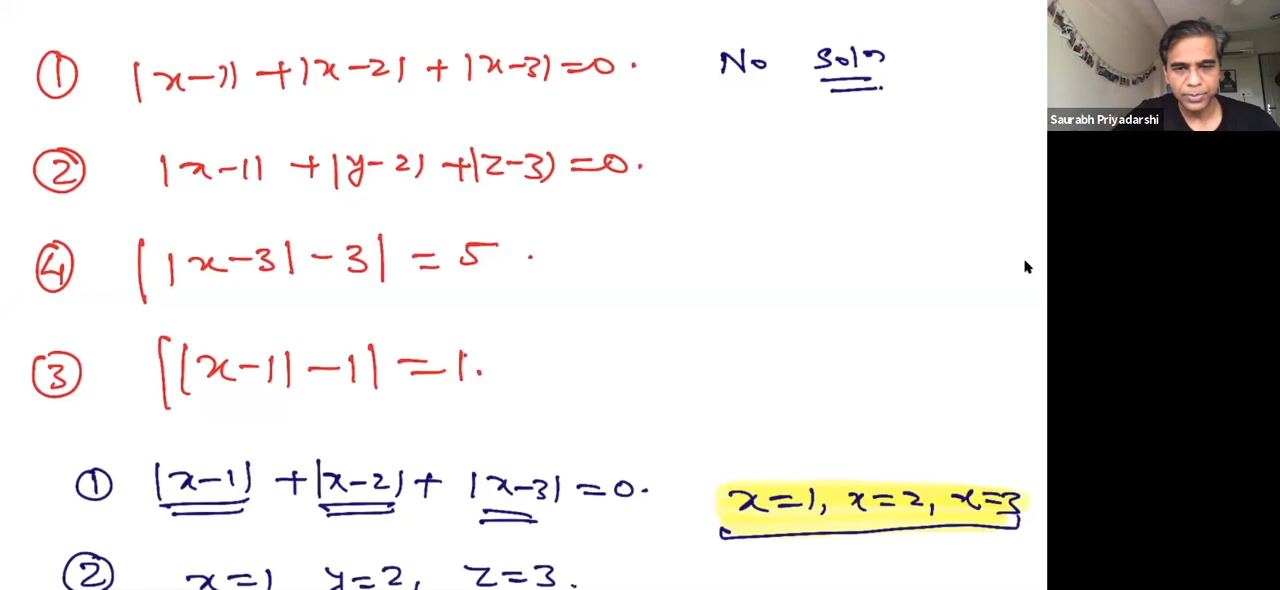 ① |x-1| + |x-2| + |x-3| = 0. No Soln
Saurabh Priyadarshi
② |x-1| + |y-2| + |z-3| = 0.
④ ||x-3| - 3| = 5.
③ ||x-1| - 1| = 1.
① |x-1| + |x-2| + |x-3| = 0. x=1, x=2, x=3
② x=1 y=2, z=3.